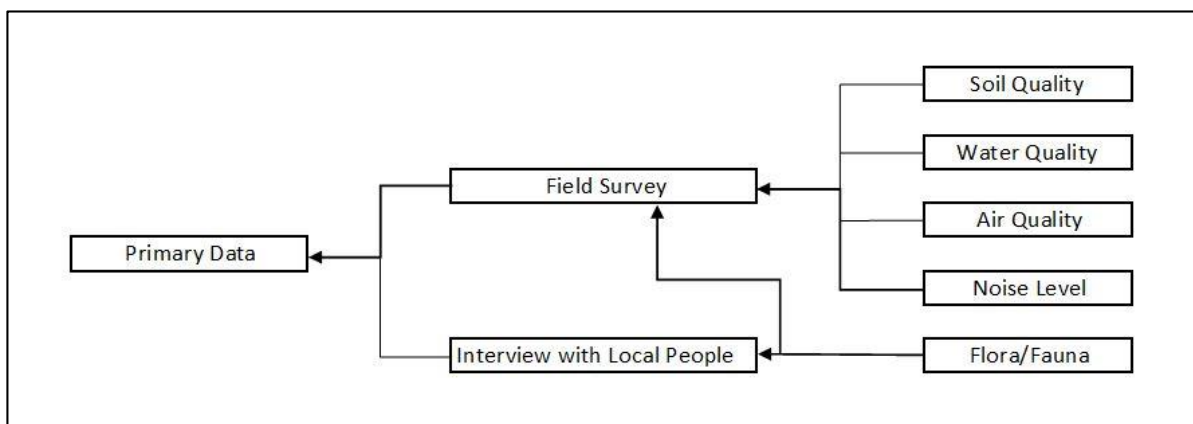 Soil Quality
Water Quality
Field Survey
Air Quality
Primary Data
Noise Level
Interview with Local People
Flora/Fauna